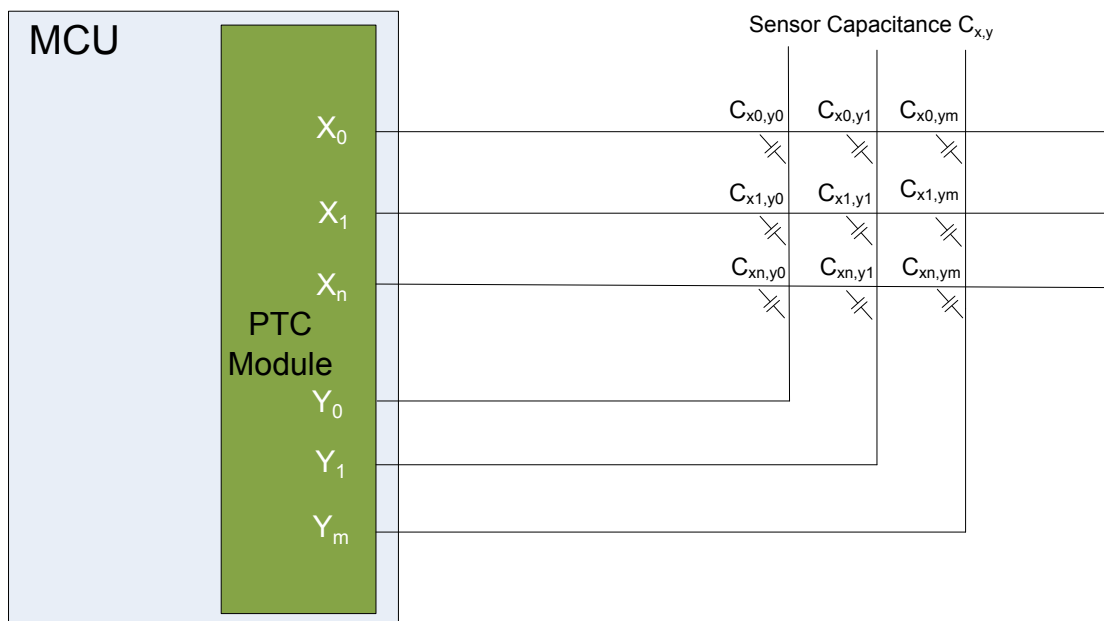 MCU
Sensor Capacitance Cx,y
Cx0,y0 Cx0,y1 Cx0,ym
X0
Cx1,y0 Cx1,y1 Cx1,ym
X1
Cxn,y0 Cxn,y1 Cxn,ym
Xn
PTC
Module
Y0
Y1
Ym